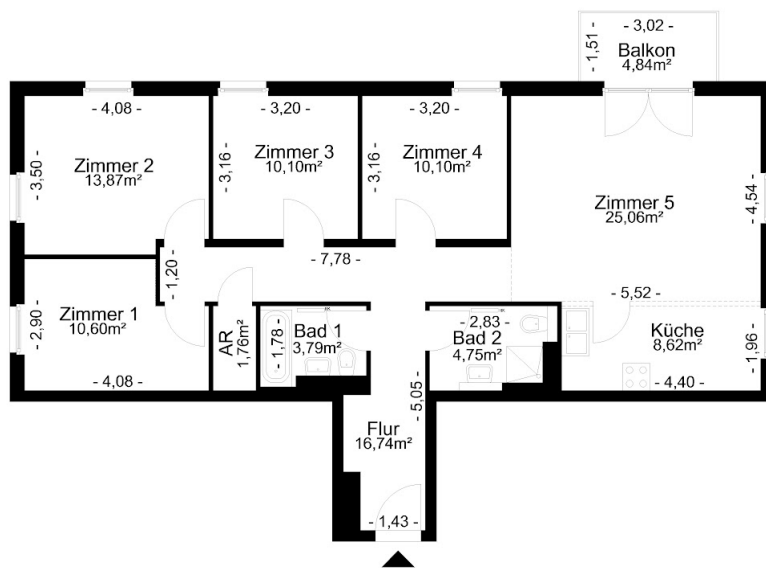 - 3,02 -
- 1,51 -
Balkon
4,84m²
- 4,08 -
- 3,50 -
Zimmer 2
13,87m²
- 3,20 -
- 3,16 -
Zimmer 3
10,10m²
- 3,20 -
- 3,16 -
Zimmer 4
10,10m²
Zimmer 5
25,06m²
- 4,54 -
- 5,52 -
- 1,20 -
- 7,78 -
- 2,90 -
Zimmer 1
10,60m²
- 4,08 -
AR
1,76m²
- 1,78 -
Bad 1
3,79m²
- 2,83 -
Bad 2
4,75m²
Küche
8,62m²
- 1,96 -
- 4,40 -
- 5,05 -
Flur
16,74m²
- 1,43 -